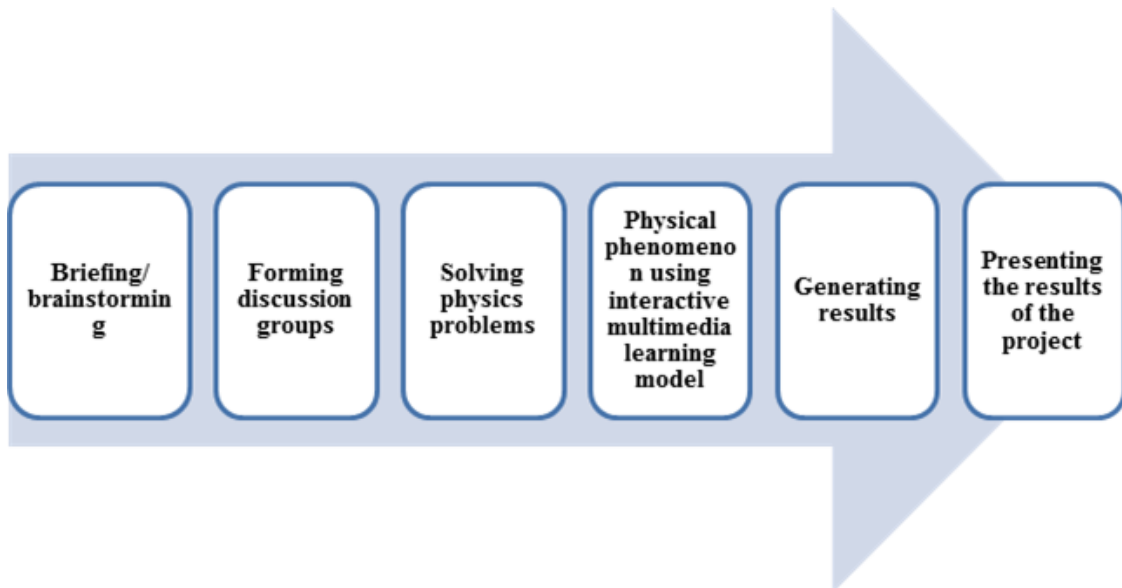 Briefing/
brainstormin
g
Forming
discussion
groups
Solving
physics
problems
Physical
phenomeno
n using
interactive
multimedia
learning
model
Generating
results
Presenting
the results
of the
project